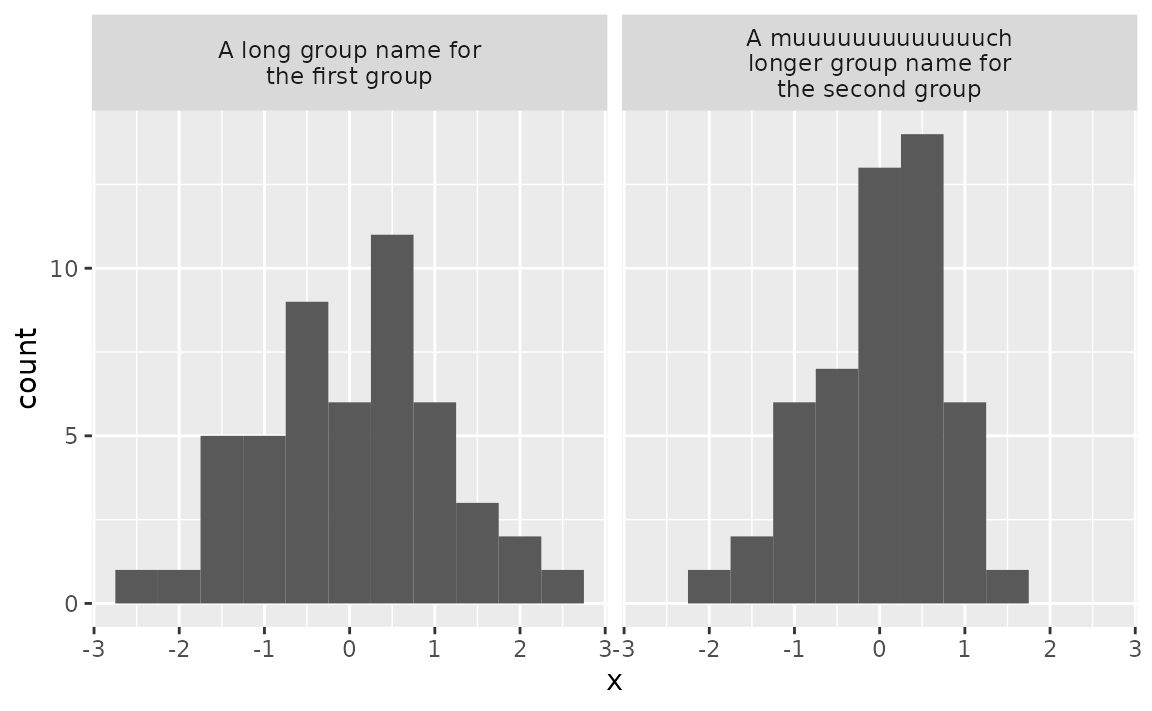 A long group name for
the first group
A muuuuuuuuuuuuuch
longer group name for
the second group
10
5
0
count
-3 -2 -1 0 1 2 3
-3 -2 -1 0 1 2 3
x